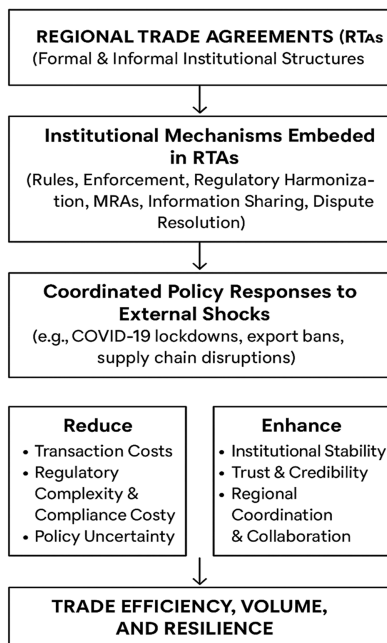 REGIONAL TRADE AGREEMENTS (RTAs
(Formal & Informal Institutional Structures
Institutional Mechanisms Embeded
in RTAs
(Rules, Enforcement, Regulatory Harmoniza-
tion, MRAs, Information Sharing, Dispute
Resolution)
Coordinated Policy Responses to
External Shocks
(e.g., COVID-19 lockdowns, export bans,
supply chain disruptions)
Reduce
• Transaction Costs
• Regulatory
Complexity &
Compliance Costy
• Policy Uncertainty
Enhance
• Institutional Stability
• Trust & Credibility
• Regional
Coordination
& Collaboration
TRADE EFFICIENCY, VOLUME,
AND RESILIENCE